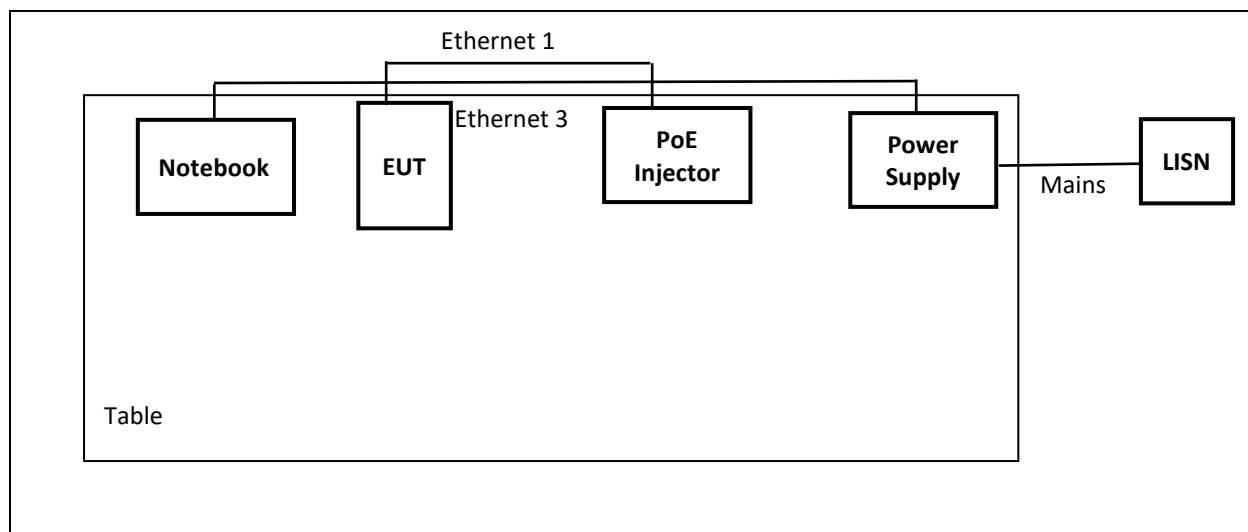 Ethernet 1
Ethernet 3
Notebook
EUT
PoE
Injector
Power
Supply
Mains
LISN
Table